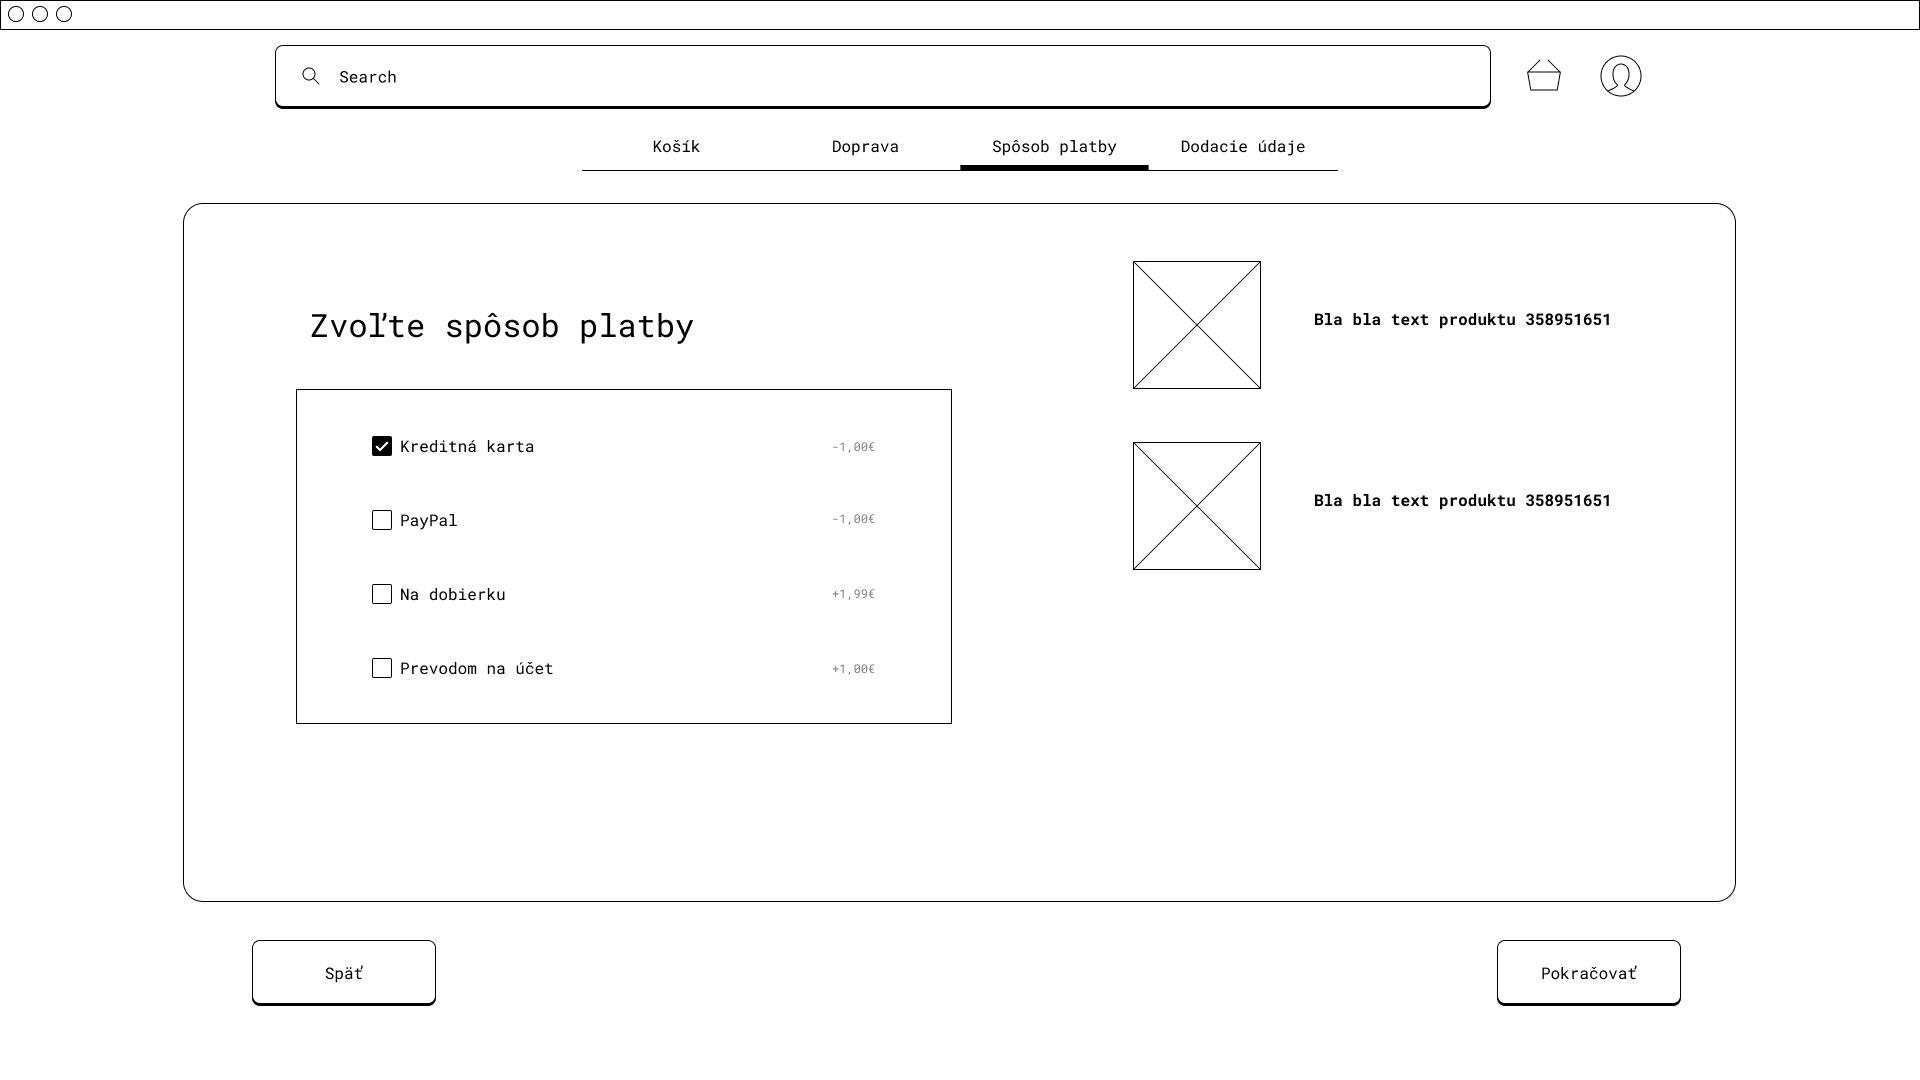 Search
Košík Doprava Spôsob platby Dodacie údaje
Zvoľte spôsob platby
Kreditná karta -1,00€
PayPal -1,00€
Na dobierku +1,99€
Prevodom na účet +1,00€
Bla bla text produktu 358951651
Bla bla text produktu 358951651
Späť
Pokračovať